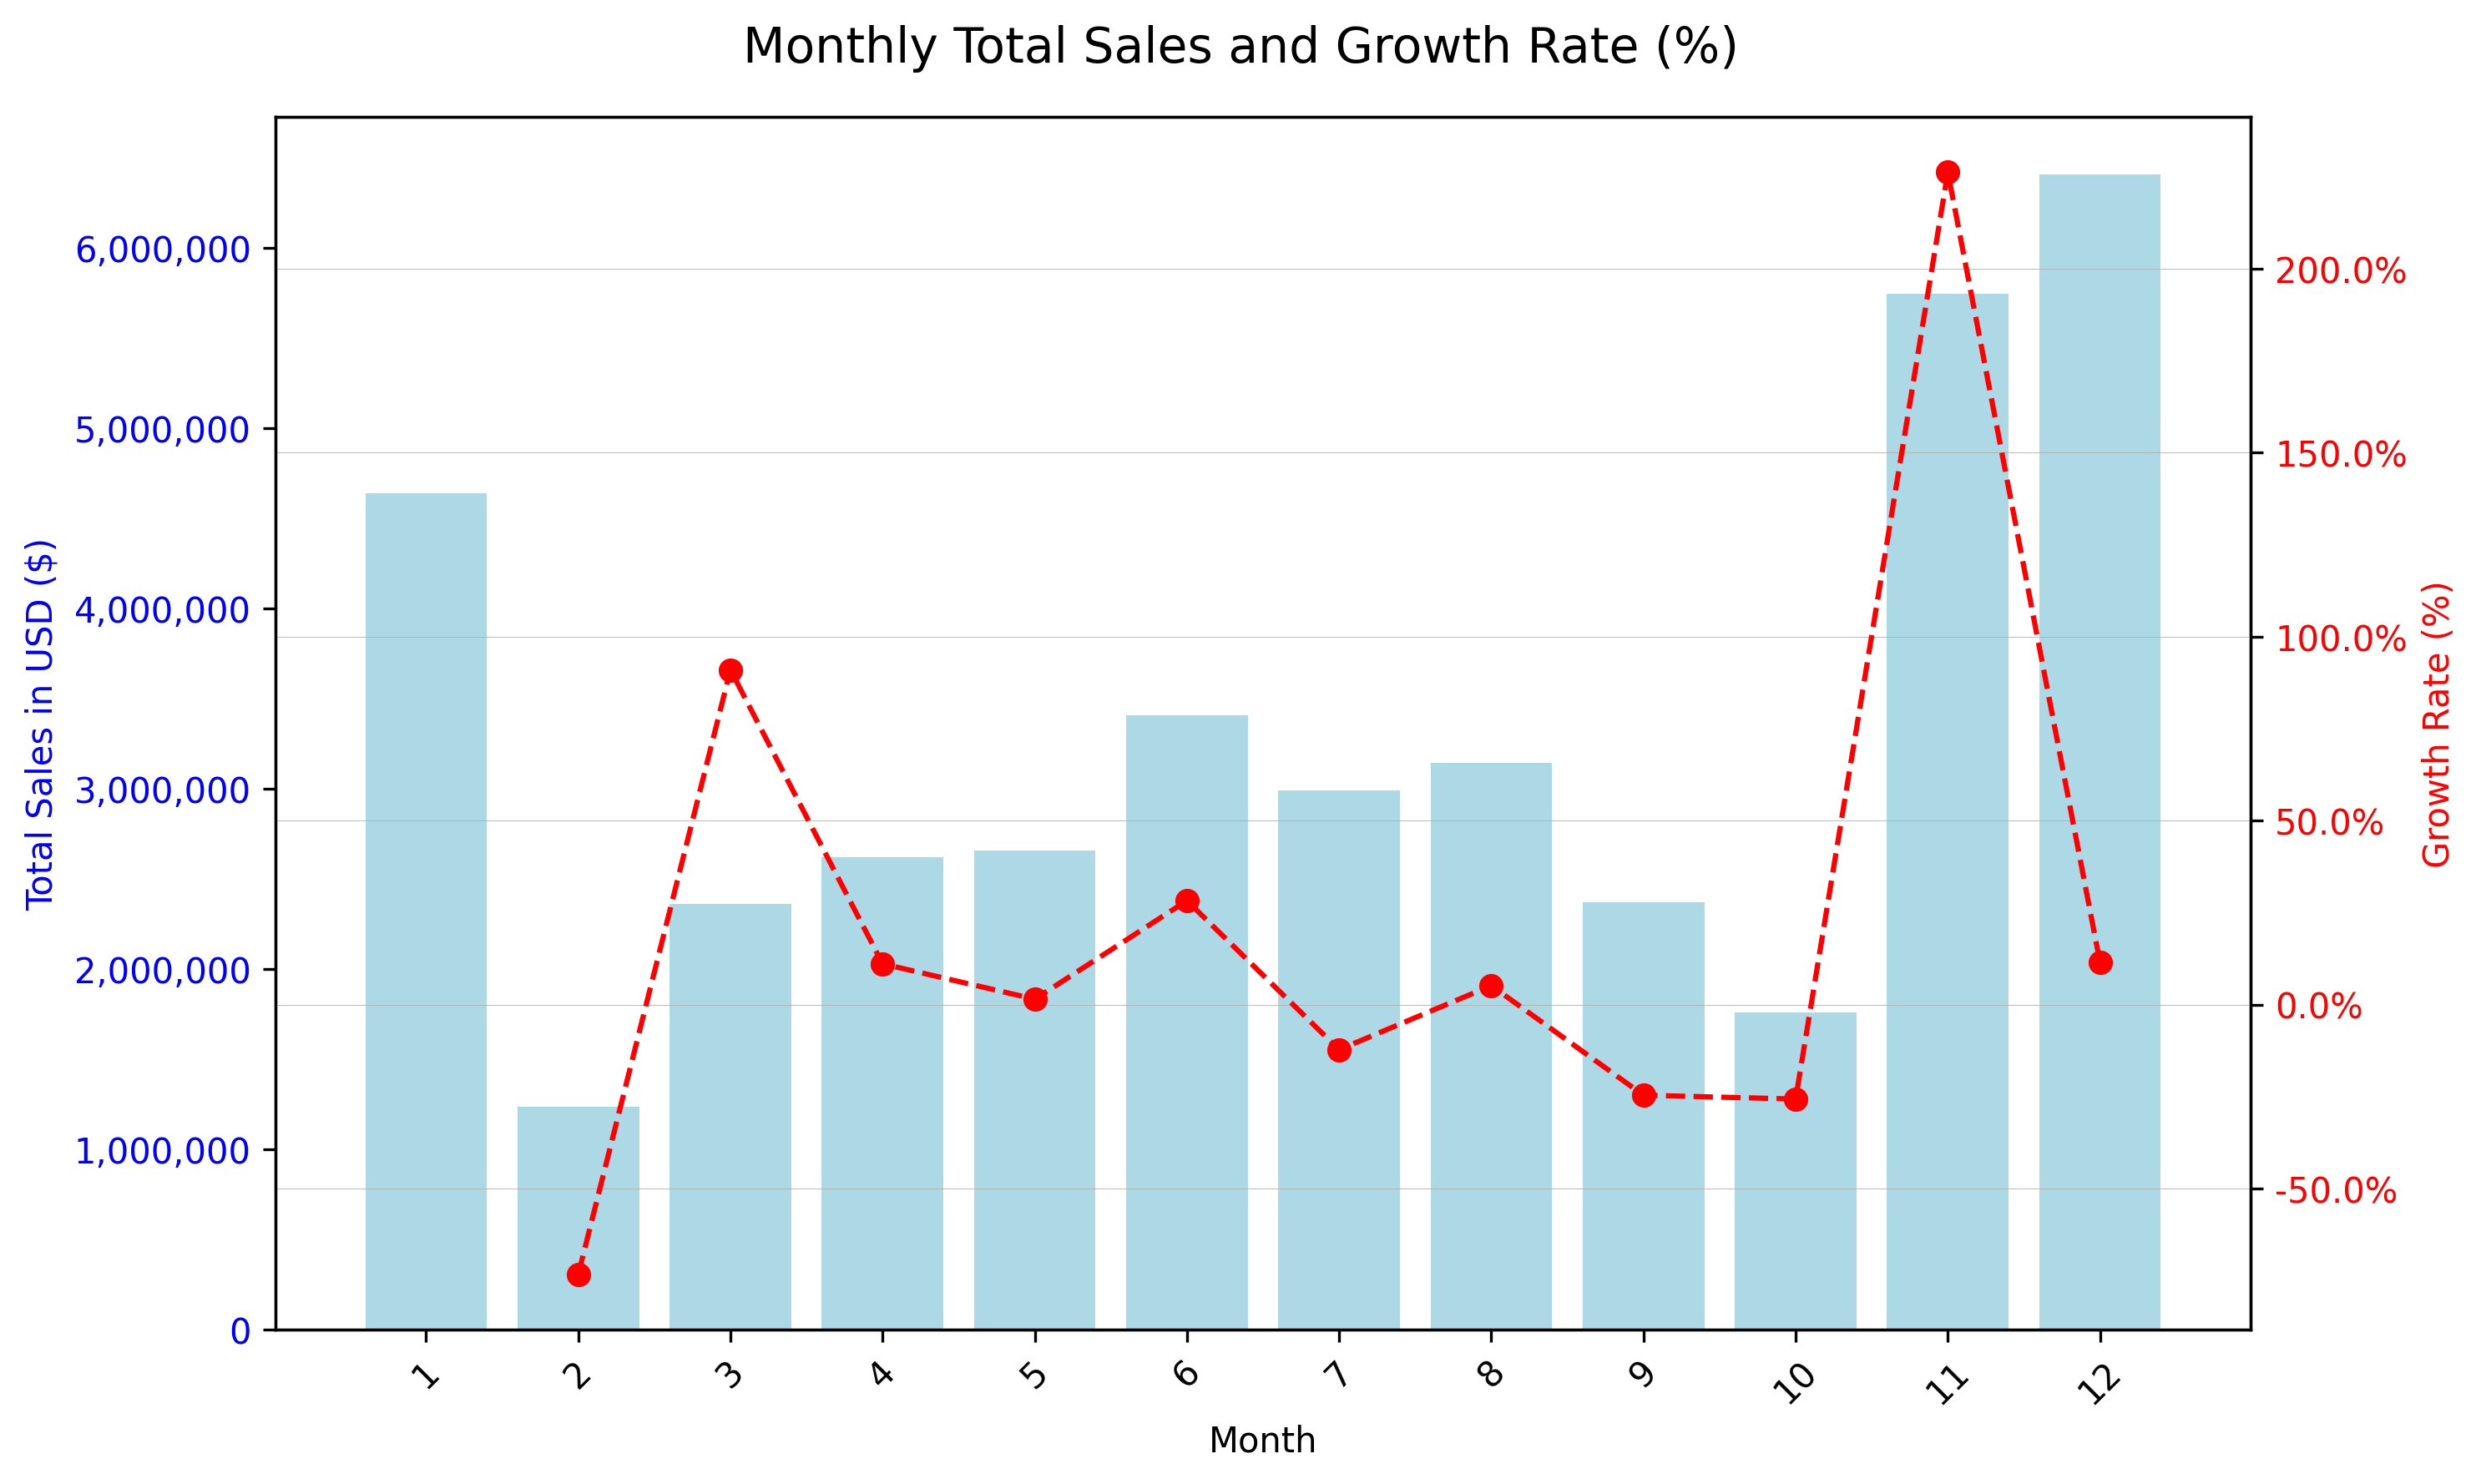 Monthly Total Sales and Growth Rate (%)
Total Sales in USD ($)
6,000,000
5,000,000
4,000,000
3,000,000
2,000,000
1,000,000
0
200.0%
150.0%
100.0%
50.0%
0.0%
-50.0%
Growth Rate (%)
1 2 3 4 5 6 7 8 9 10 11 12
Month